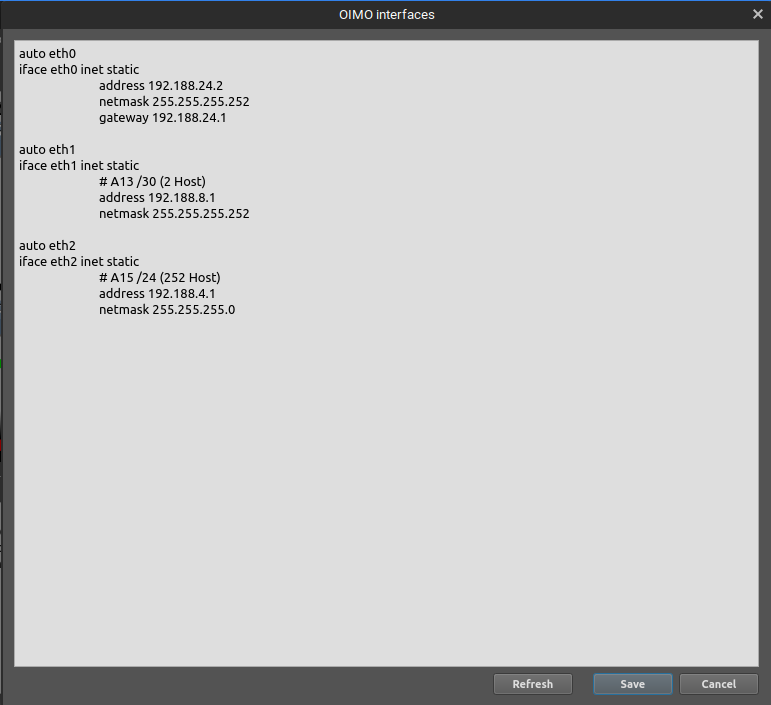 OIMO interfaces
auto eth0
iface eth0 inet static
address 192.188.24.2
netmask 255.255.255.252
gateway 192.188.24.1
auto eth1
iface eth1 inet static
# A13 /30 (2 Host)
address 192.188.8.1
netmask 255.255.255.252
auto eth2
iface eth2 inet static
# A15 /24 (252 Host)
address 192.188.4.1
netmask 255.255.255.0
Refresh
Save
Cancel